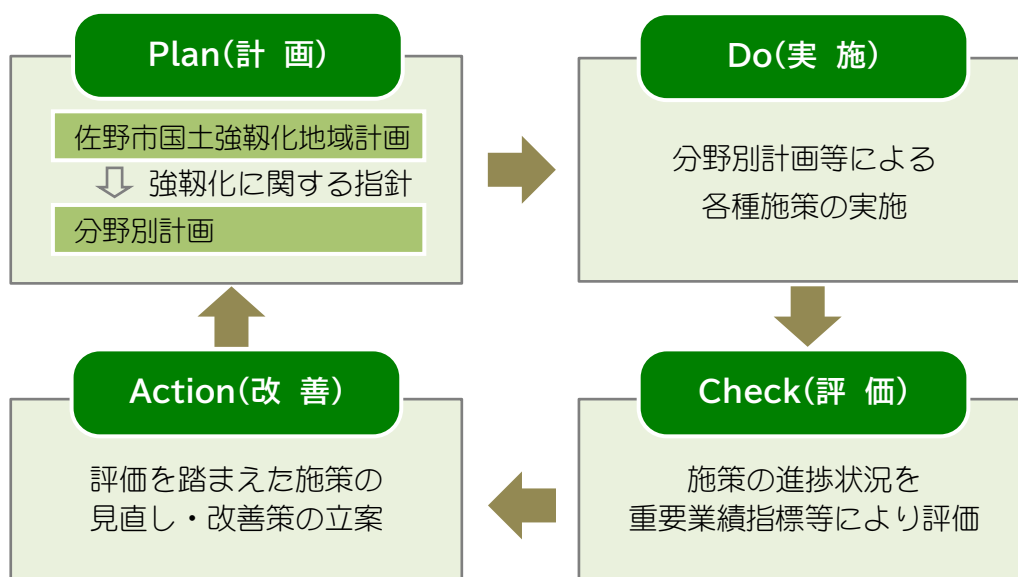 Plan(計 画)
佐野市国土強靱化地域計画
強靱化に関する指針
分野別計画
Do(実 施)
分野別計画等による
各種施策の実施
Check(評 価)
施策の進捗状況を
重要業績指標等により評価
Action(改 善)
評価を踏まえた施策の
見直し・改善策の立案